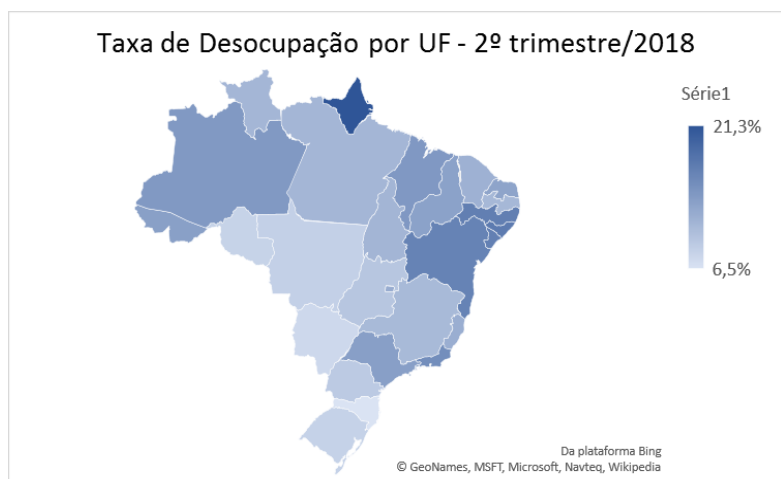 Taxa de Desocupação por UF - 2º trimestre/2018
Série1
21,3%
6,5%
Da plataforma Bing
© GeoNames, MSFT, Microsoft, Navteq, Wikipedia